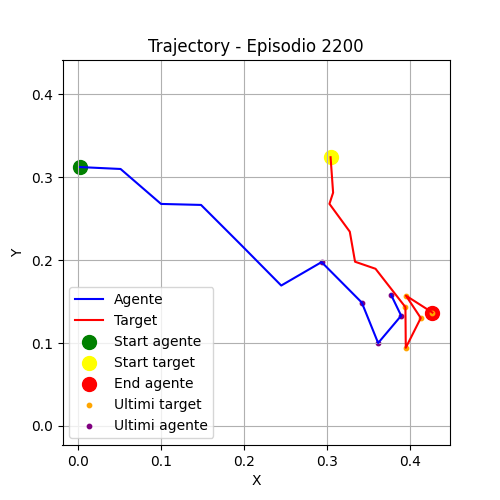 Trajectory - Episodio 2200
Y
0.4
0.3
0.2
0.1
0.0
Agente
Target
Start agente
Start target
End agente
Ultimi target
Ultimi agente
0.0 0.1 0.2 0.3 0.4
X